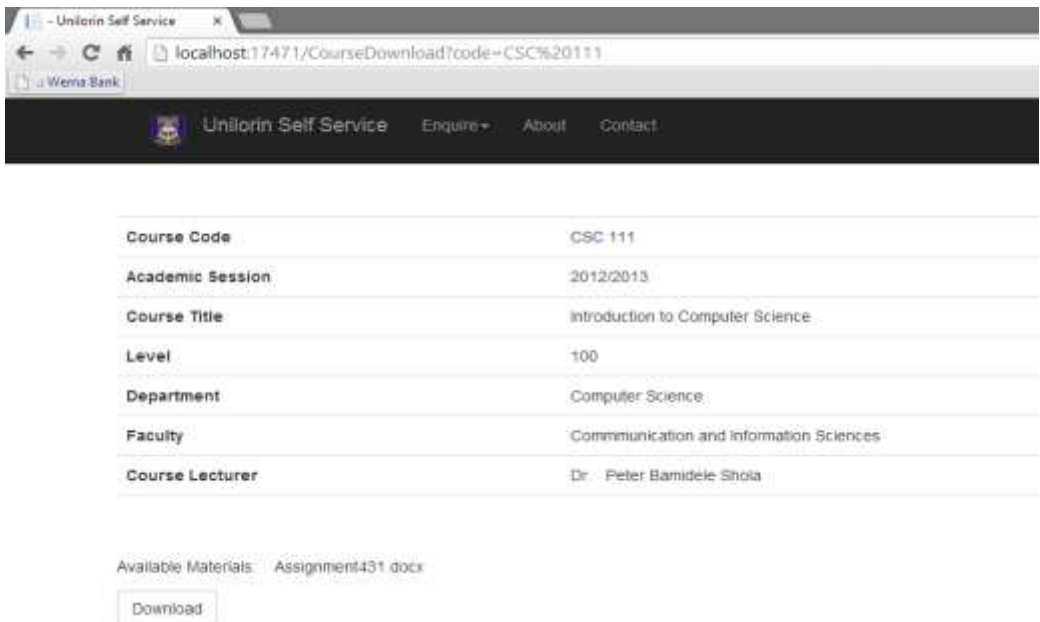 - Unilorin Self Service ×
localhost:17471/CourseDownload?code=CSC%20111
.: Wema Bank
Unilorin Self Service Enquire About Contact
Course Code CSC 111
Academic Session 2012/2013
Course Title Introduction to Computer Science
Level 100
Department Computer Science
Faculty Commmunication and Information Sciences
Course Lecturer Dr. Peter Bamidele Shola
Available Materials: Assignment431.docx
Download